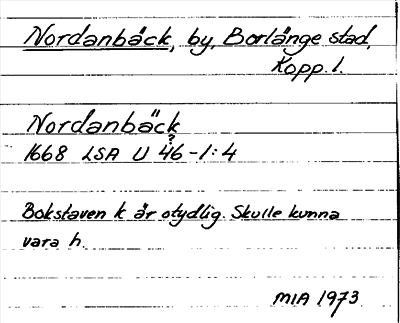 Nordanbäck, by, Borlänge stad,
Kopp. l.
Nordanbäck
?
1668 LSA U 46-1:4
Bokstaven k är otydlig. Skulle kunna
vara h.
MIA 1973